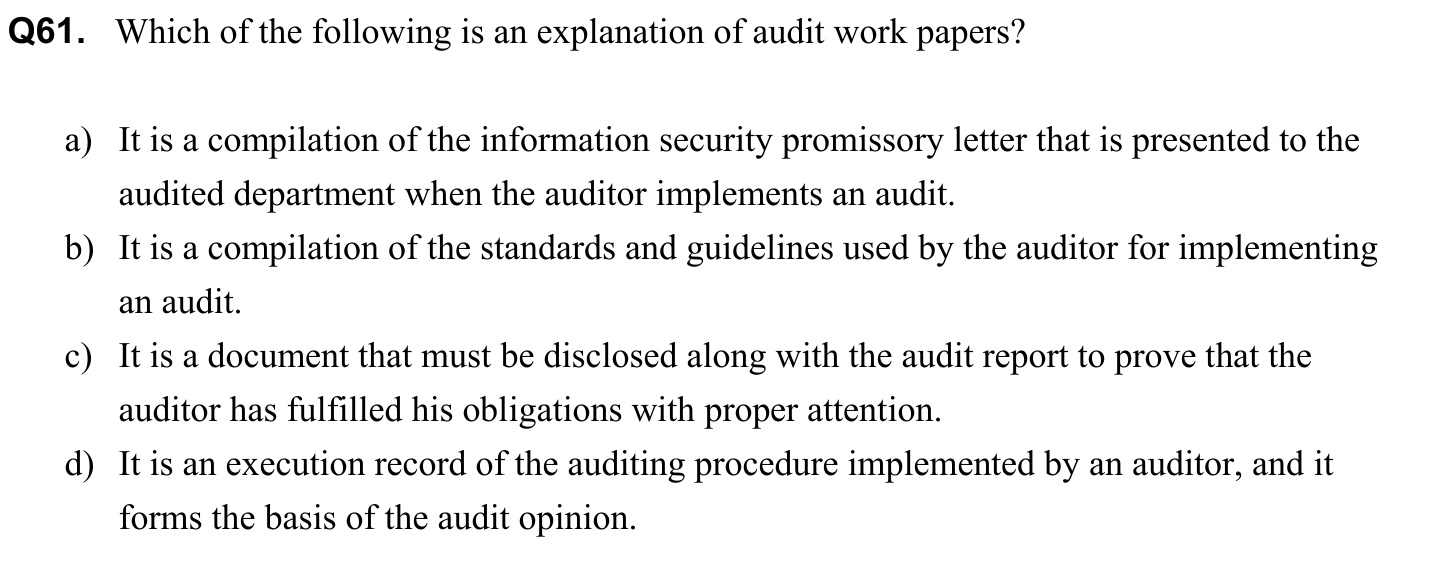 Q61. Which of the following is an explanation of audit work papers?
a) It is a compilation of the information security promissory letter that is presented to the
audited department when the auditor implements an audit.
b) It is a compilation of the standards and guidelines used by the auditor for implementing
an audit.
c) It is a document that must be disclosed along with the audit report to prove that the
auditor has fulfilled his obligations with proper attention.
d) It is an execution record of the auditing procedure implemented by an auditor, and it
forms the basis of the audit opinion.